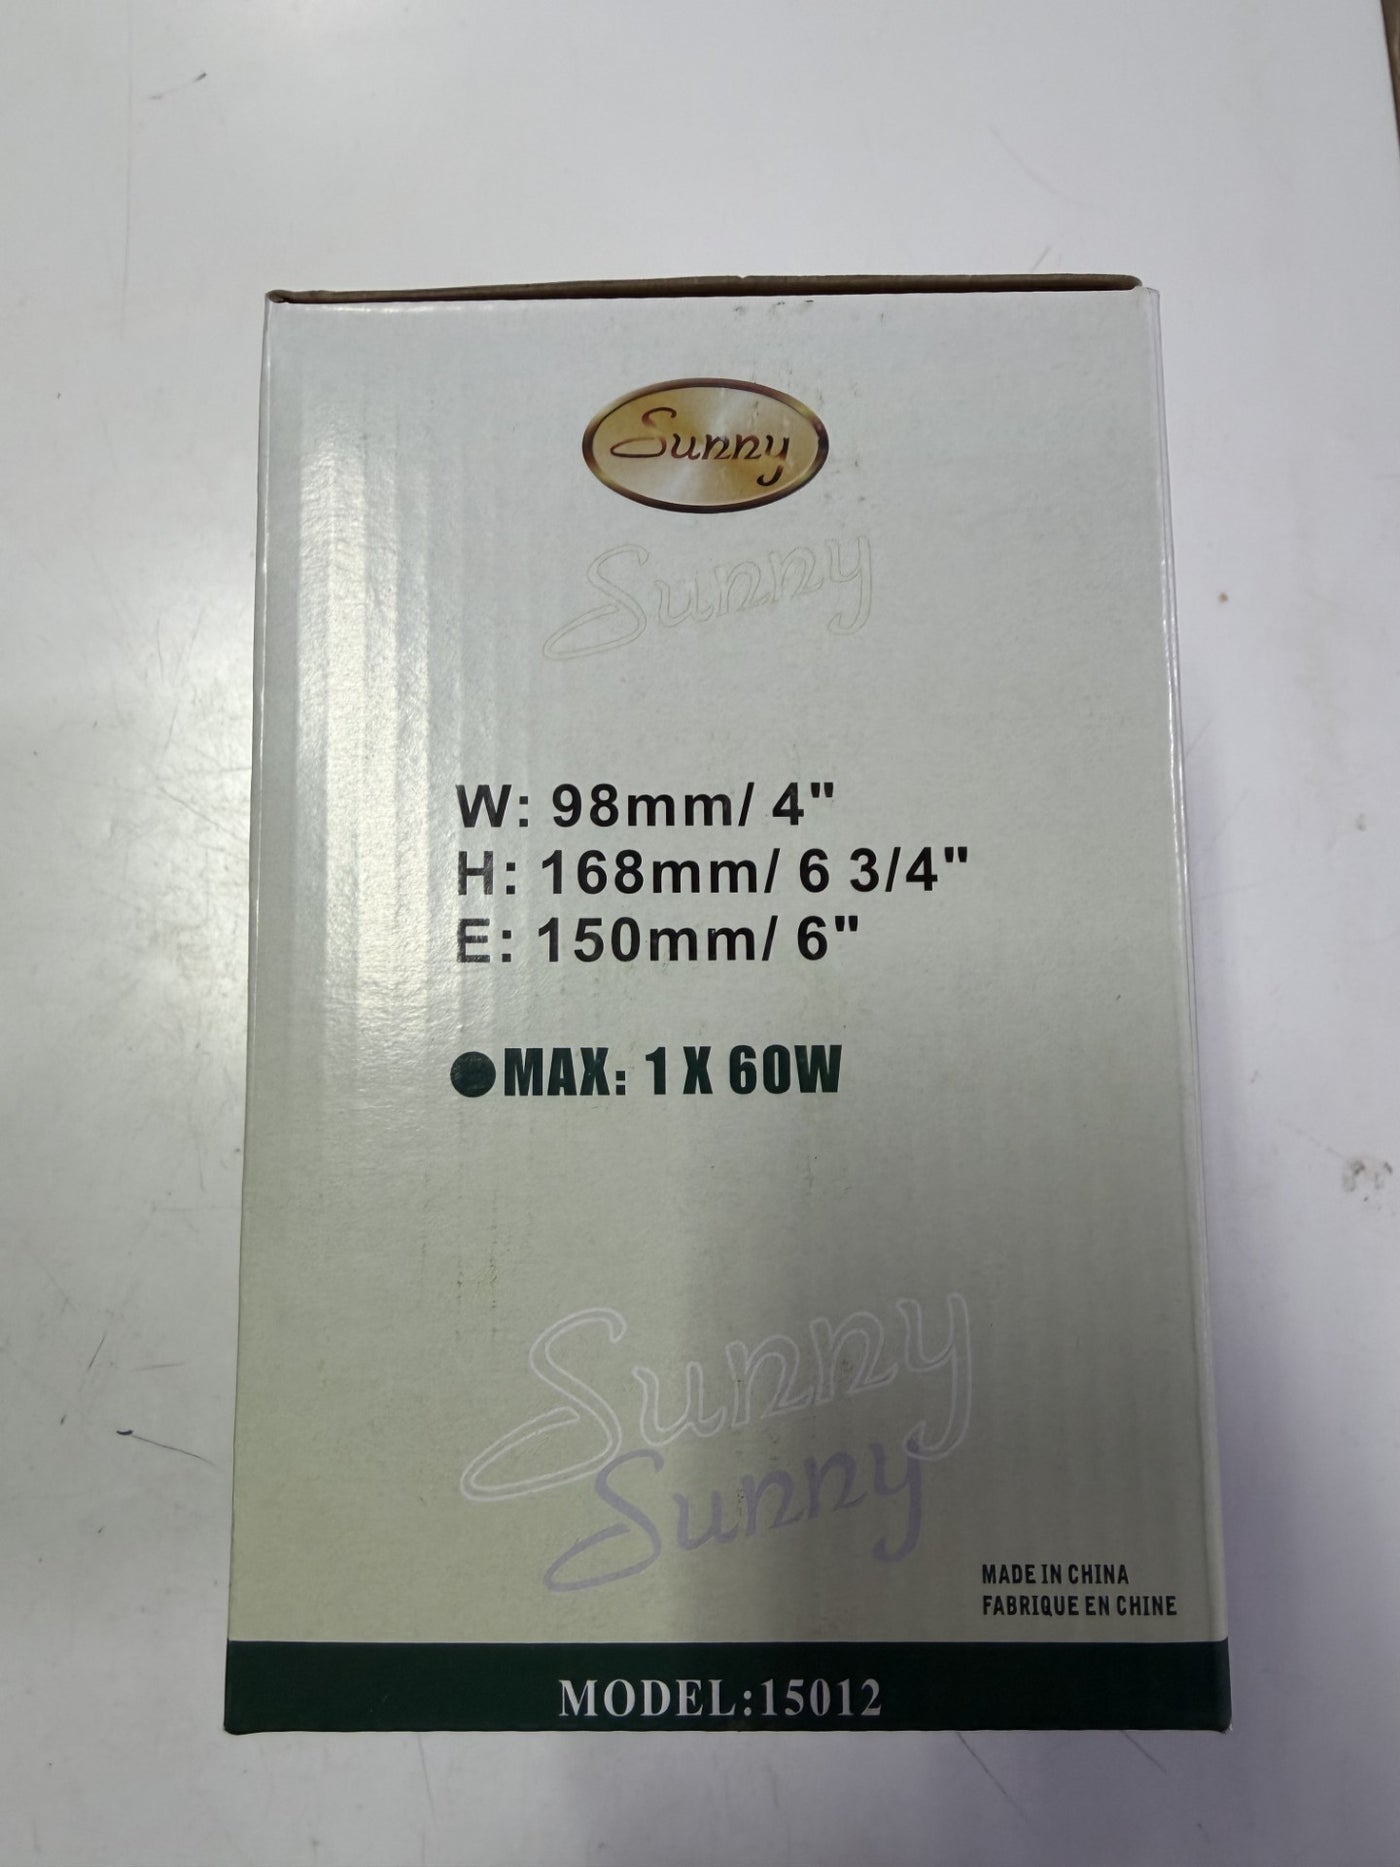 Sunny
Sunny
W: 98mm/ 4"
H: 168mm/ 6 3/4"
E: 150mm/ 6"
●MAX: 1 X 60W
Sunny
Sunny
MADE IN CHINA
FABRIQUE EN CHINE
MODEL:15012